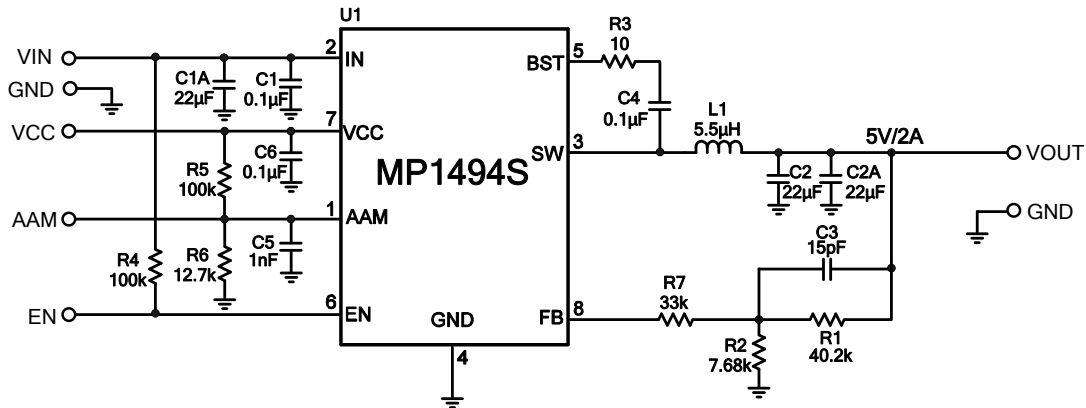 U1
VIN
2
IN
C1A
22μF
C1
0.1μF
GND
VCC
7
VCC
R5
100k
C6
0.1μF
AAM
1
AAM
R4
100k
R6
12.7k
C5
1nF
EN
6
EN
MP1494S
GND
4
BST
5
R3
10
C4
0.1μF
SW
3
L1
5.5μH
5V/2A
VOUT
C2
22μF
C2A
22μF
GND
C3
15pF
FB
8
R7
33k
R2
7.68k
R1
40.2k